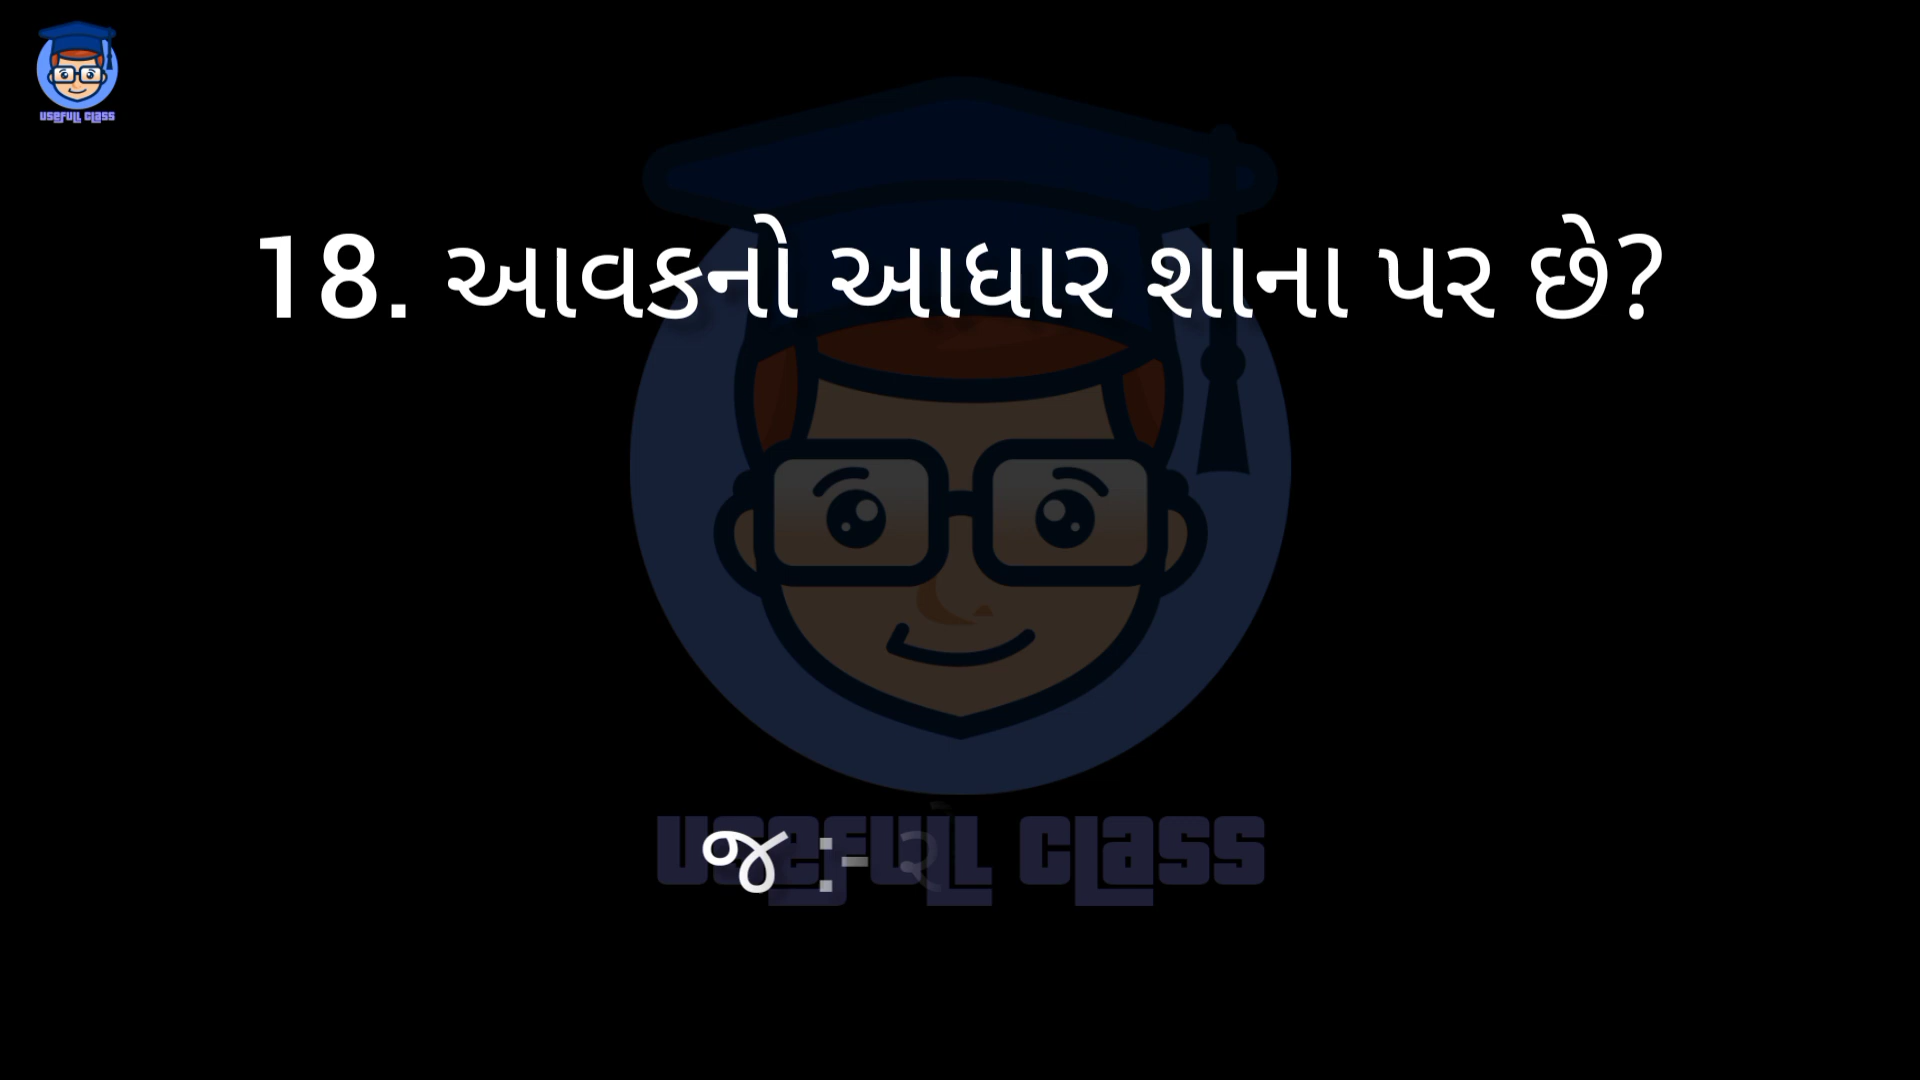 USEFULL CLASS
18. આવકનો આધાર શાના પર છે?
જ :-
USEFULL CLASS